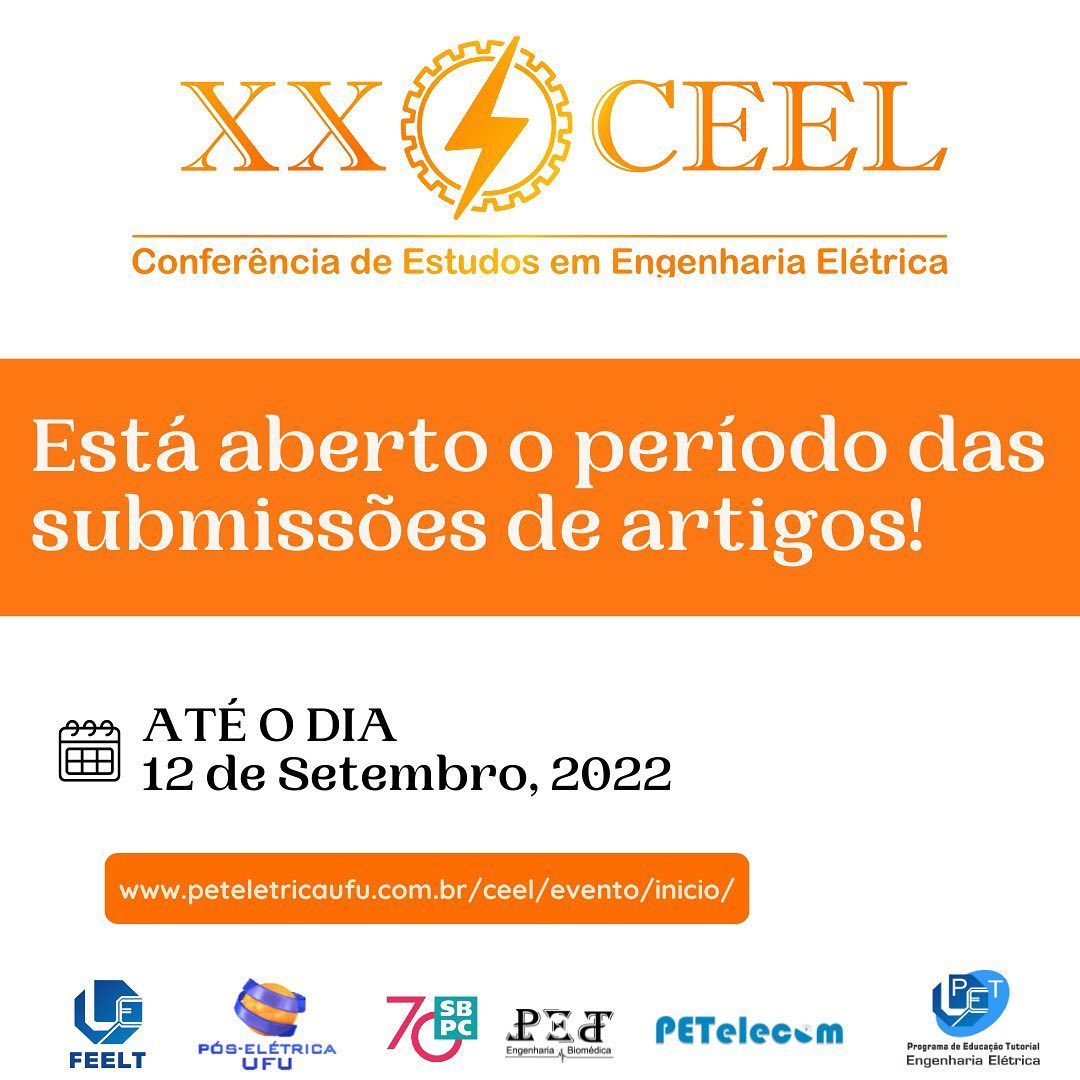 XX CEEL
Conferência de Estudos em Engenharia Elétrica
Está aberto o período das
submissões de artigos!
ATÉ O DIA
12 de Setembro, 2022
www.peteletricaufu.com.br/ceel/evento/inicio/
FEELT
PÓS-ELÉTRICA
UFU
70 SB
PC
PET
Engenharia Biomédica
PETelecom
PET
Programa de Educação Tutorial
Engenharia Elétrica